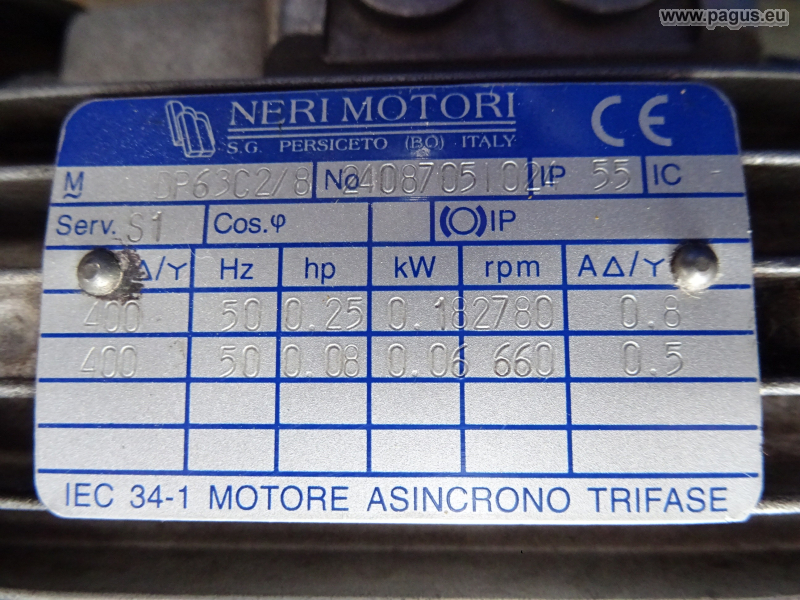 www.pagus.eu
NERI MOTORI
S.G. PERSICETO (BO) ITALY
CE
M~ DP63C2/8 No 24087051024 IP 55 IC -
Serv. S1 Cos.φ IP
Δ/Y Hz hp kW rpm A Δ/Y
400 50 0.25 0.18 2780 0.8
400 50 0.08 0.06 660 0.5
IEC 34-1 MOTORE ASINCRONO TRIFASE